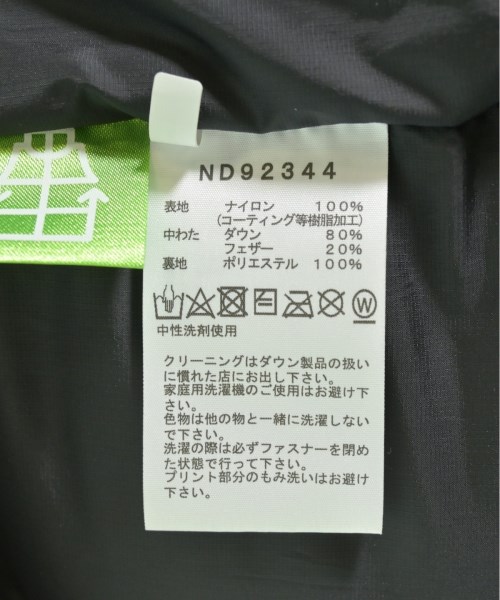 ND92344
表地 ナイロン 100%
(コーティング等樹脂加工)
中わた ダウン 80%
フェザー 20%
裏地 ポリエステル 100%
W
中性洗剤使用
クリーニングはダウン製品の扱い
に慣れた店にお出し下さい。
家庭用洗濯機のご使用はお避け下
さい。
色物は他の物と一緒に洗濯しない
で下さい。
洗濯の際は必ずファスナーを閉め
た状態で行って下さい。
プリント部分のもみ洗いはお避け
下さい。